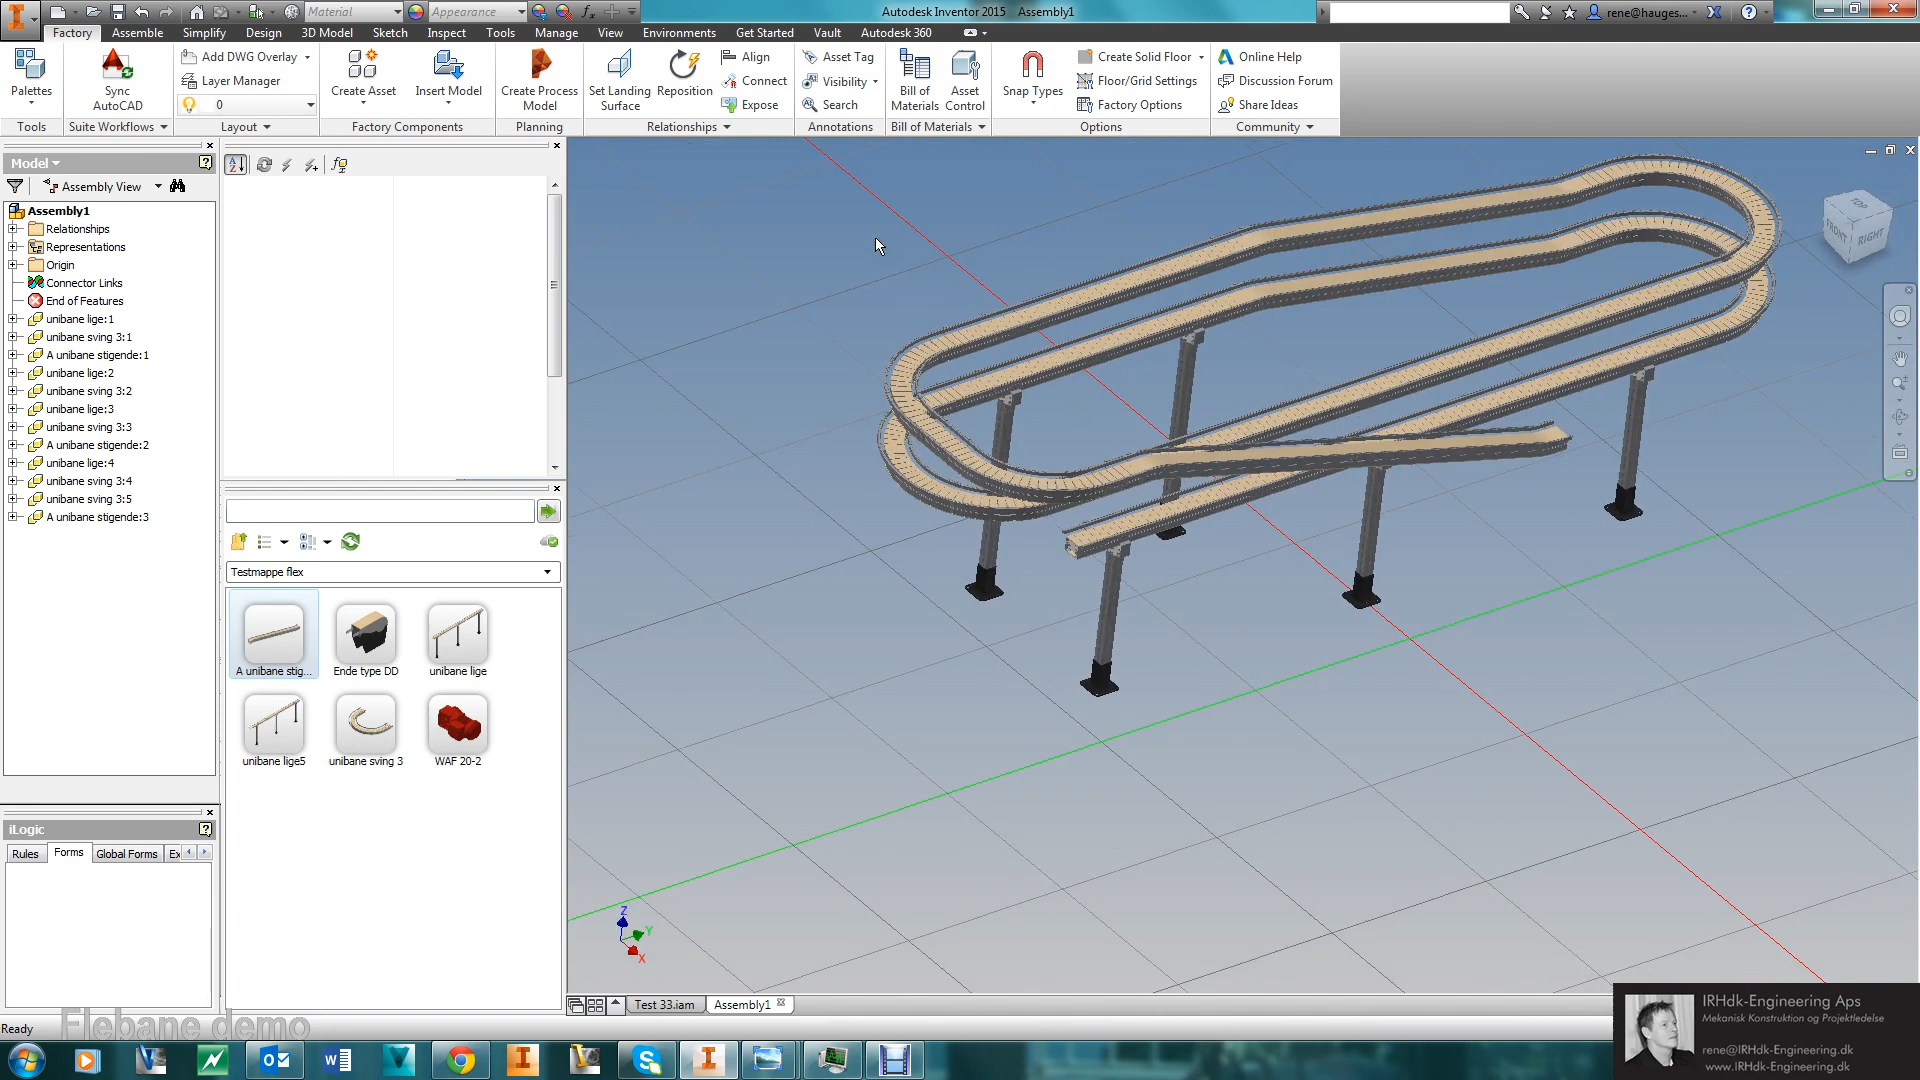 Material
Appearance
Autodesk Inventor 2015   Assembly1
rene@hauges...
Factory
Assemble
Simplify
Design
3D Model
Sketch
Inspect
Tools
Manage
View
Environments
Get Started
Vault
Autodesk 360
Palettes
Sync
AutoCAD
Add DWG Overlay
Layer Manager
0
Create Asset
Insert Model
Create Process
Model
Set Landing
Surface
Reposition
Align
Connect
Expose
Asset Tag
Visibility
Search
Bill of
Materials
Asset
Control
Snap Types
Create Solid Floor
Floor/Grid Settings
Factory Options
Online Help
Discussion Forum
Share Ideas
Tools
Suite Workflows
Layout
Factory Components
Planning
Relationships
Annotations
Bill of Materials
Options
Community
Model
Assembly View
Assembly1
Relationships
Representations
Origin
Connector Links
End of Features
unibane lige:1
unibane sving 3:1
A unibane stigende:1
unibane lige:2
unibane sving 3:2
unibane lige:3
unibane sving 3:3
A unibane stigende:2
unibane lige:4
unibane sving 3:4
unibane sving 3:5
A unibane stigende:3
Testmappe flex
A unibane stig...
Ende type DD
unibane lige
unibane lige5
unibane sving 3
WAF 20-2
iLogic
Rules
Forms
Global Forms
Ex
TOP
FRONT
RIGHT
Z
Y
X
Test 33.iam
Assembly1
Flebane demo
Ready
IRHdk-Engineering Aps
Mekanisk Konstruktion og Projektledelse
rene@IRHdk-Engineering.dk
www.IRHdk-Engineering.dk